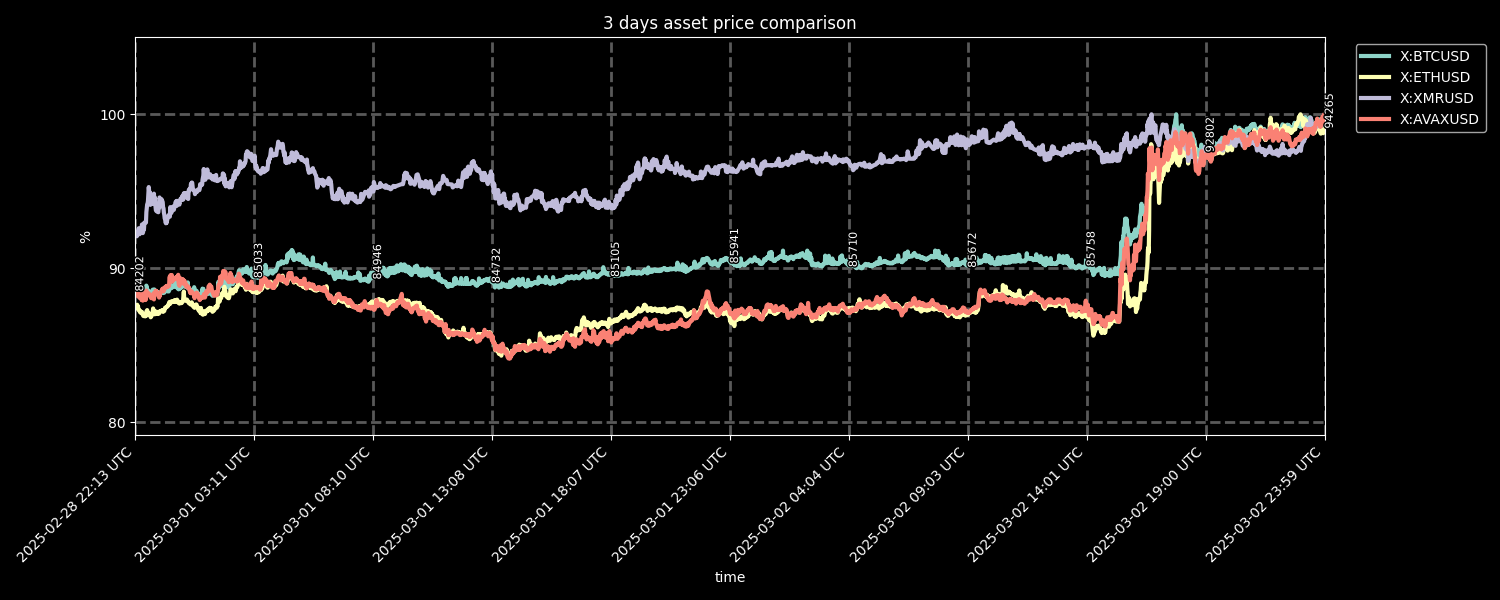 3 days asset price comparison
X:BTCUSD
X:ETHUSD
X:XMRUSD
X:AVAXUSD
100
90
80
%
84202
85033
84946
84732
85105
85941
85710
85672
85758
92802
94265
2025-02-28 22:13 UTC
2025-03-01 03:11 UTC
2025-03-01 08:10 UTC
2025-03-01 13:08 UTC
2025-03-01 18:07 UTC
2025-03-01 23:06 UTC
2025-03-02 04:04 UTC
2025-03-02 09:03 UTC
2025-03-02 14:01 UTC
2025-03-02 19:00 UTC
2025-03-02 23:59 UTC
time